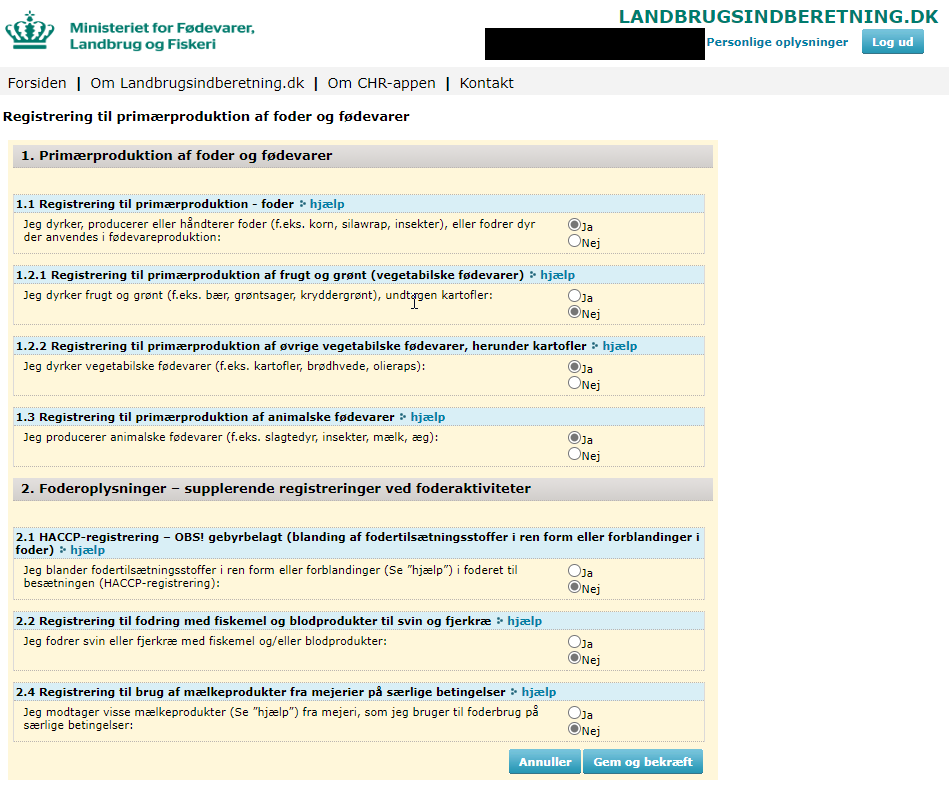 LANDBRUGSINDBERETNING.DK
Ministeriet for Fødevarer,
Landbrug og Fiskeri
Personlige oplysninger Log ud
Forsiden | Om Landbrugsindberetning.dk | Om CHR-appen | Kontakt
Registrering til primærproduktion af foder og fødevarer
1. Primærproduktion af foder og fødevarer
1.1 Registrering til primærproduktion - foder hjælp
Jeg dyrker, producerer eller håndterer foder (f.eks. korn, silawrap, insekter), eller fodrer dyr
der anvendes i fødevareproduktion:
Ja
Nej
1.2.1 Registrering til primærproduktion af frugt og grønt (vegetabilske fødevarer) hjælp
Jeg dyrker frugt og grønt (f.eks. bær, grøntsager, kryddergrønt), undtagen kartofler:
Ja
Nej
1.2.2 Registrering til primærproduktion af øvrige vegetabilske fødevarer, herunder kartofler hjælp
Jeg dyrker vegetabilske fødevarer (f.eks. kartofler, brødhvede, olieraps):
Ja
Nej
1.3 Registrering til primærproduktion af animalske fødevarer hjælp
Jeg producerer animalske fødevarer (f.eks. slagtedyr, insekter, mælk, æg):
Ja
Nej
2. Foderoplysninger – supplerende registreringer ved foderaktiviteter
2.1 HACCP-registrering – OBS! gebyrbelagt (blanding af fodertilsætningsstoffer i ren form eller forblandinger i
foder) hjælp
Jeg blander fodertilsætningsstoffer i ren form eller forblandinger (Se ”hjælp”) i foderet til
besætningen (HACCP-registrering):
Ja
Nej
2.2 Registrering til fodring med fiskemel og blodprodukter til svin og fjerkræ hjælp
Jeg fodrer svin eller fjerkræ med fiskemel og/eller blodprodukter:
Ja
Nej
2.4 Registrering til brug af mælkeprodukter fra mejerier på særlige betingelser hjælp
Jeg modtager visse mælkeprodukter (Se ”hjælp”) fra mejeri, som jeg bruger til foderbrug på
særlige betingelser:
Ja
Nej
Annuller Gem og bekræft